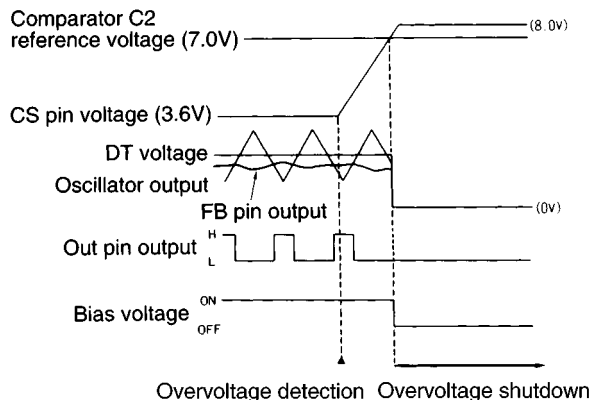 Comparator C2
reference voltage (7.0V)
(8.0V)
CS pin voltage (3.6V)
DT voltage
Oscillator output
FB pin output
(0V)
Out pin output
H
L
Bias voltage
ON
OFF
Overvoltage detection
Overvoltage shutdown